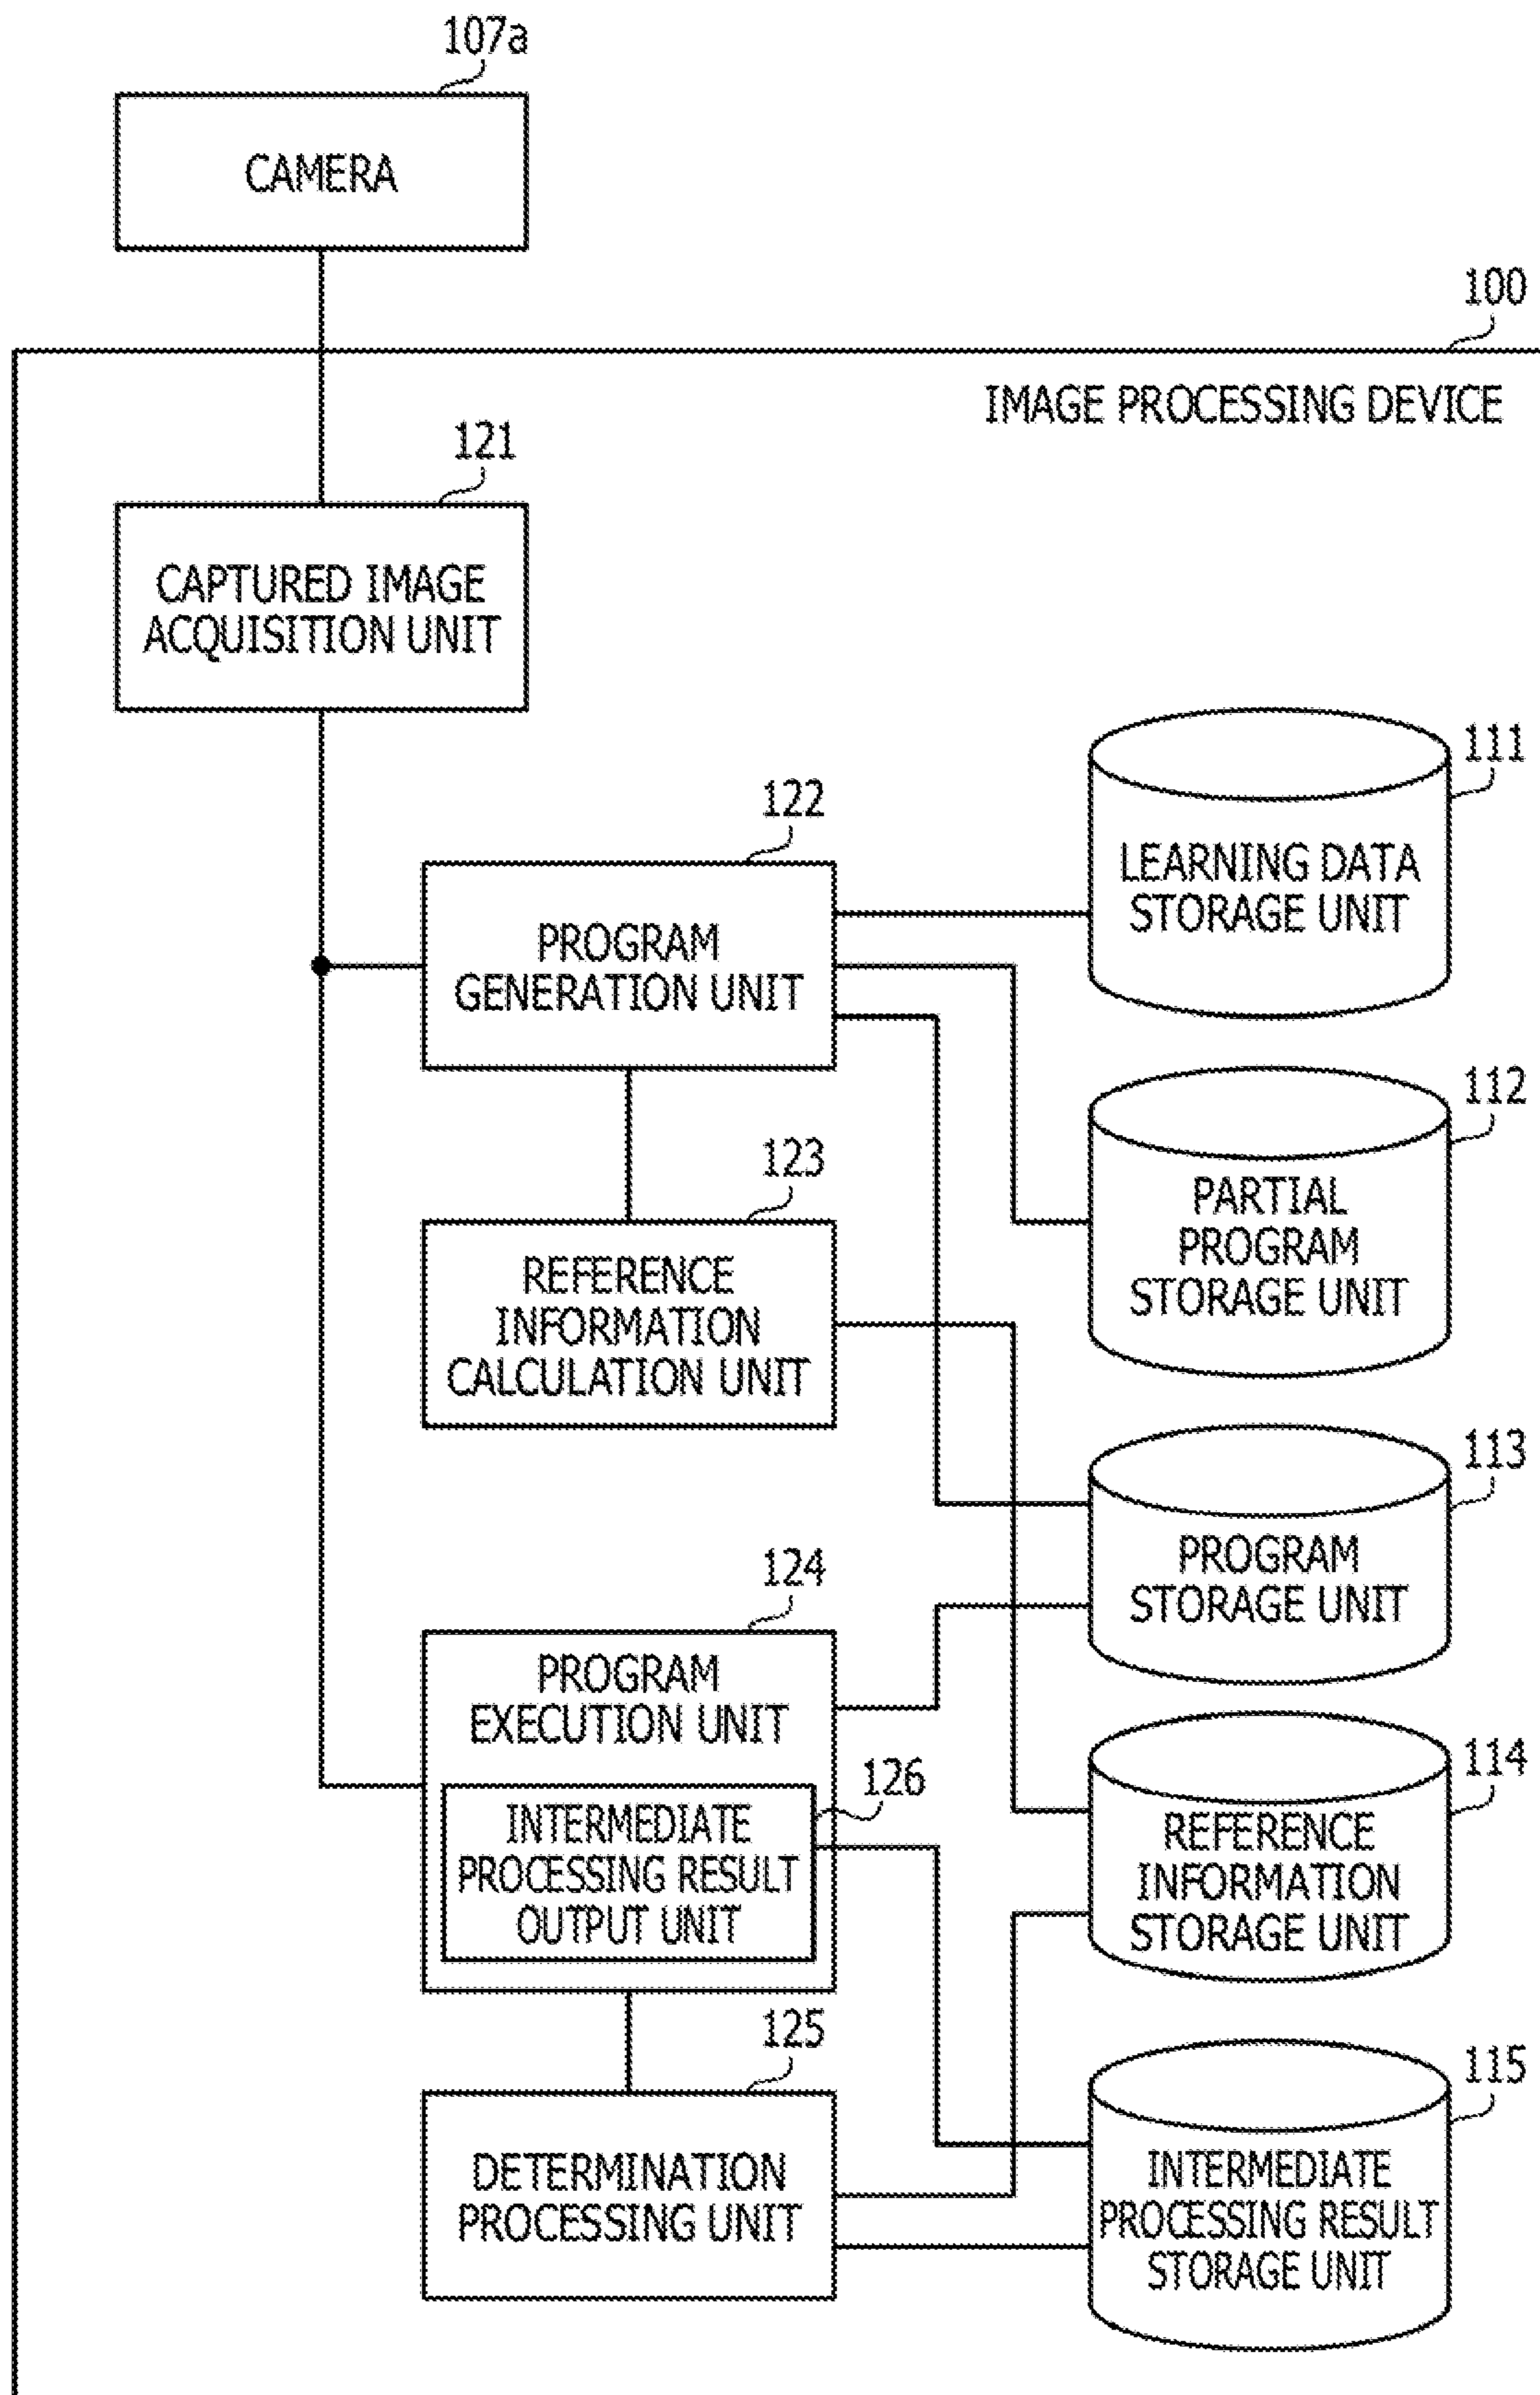 107a
CAMERA
100
IMAGE PROCESSING DEVICE
121
CAPTURED IMAGE
ACQUISITION UNIT
111
LEARNING DATA
STORAGE UNIT
122
PROGRAM
GENERATION UNIT
112
PARTIAL
PROGRAM
STORAGE UNIT
123
REFERENCE
INFORMATION
CALCULATION UNIT
113
PROGRAM
STORAGE UNIT
124
PROGRAM
EXECUTION UNIT
126
INTERMEDIATE
PROCESSING RESULT
OUTPUT UNIT
114
REFERENCE
INFORMATION
STORAGE UNIT
125
DETERMINATION
PROCESSING UNIT
115
INTERMEDIATE
PROCESSING RESULT
STORAGE UNIT